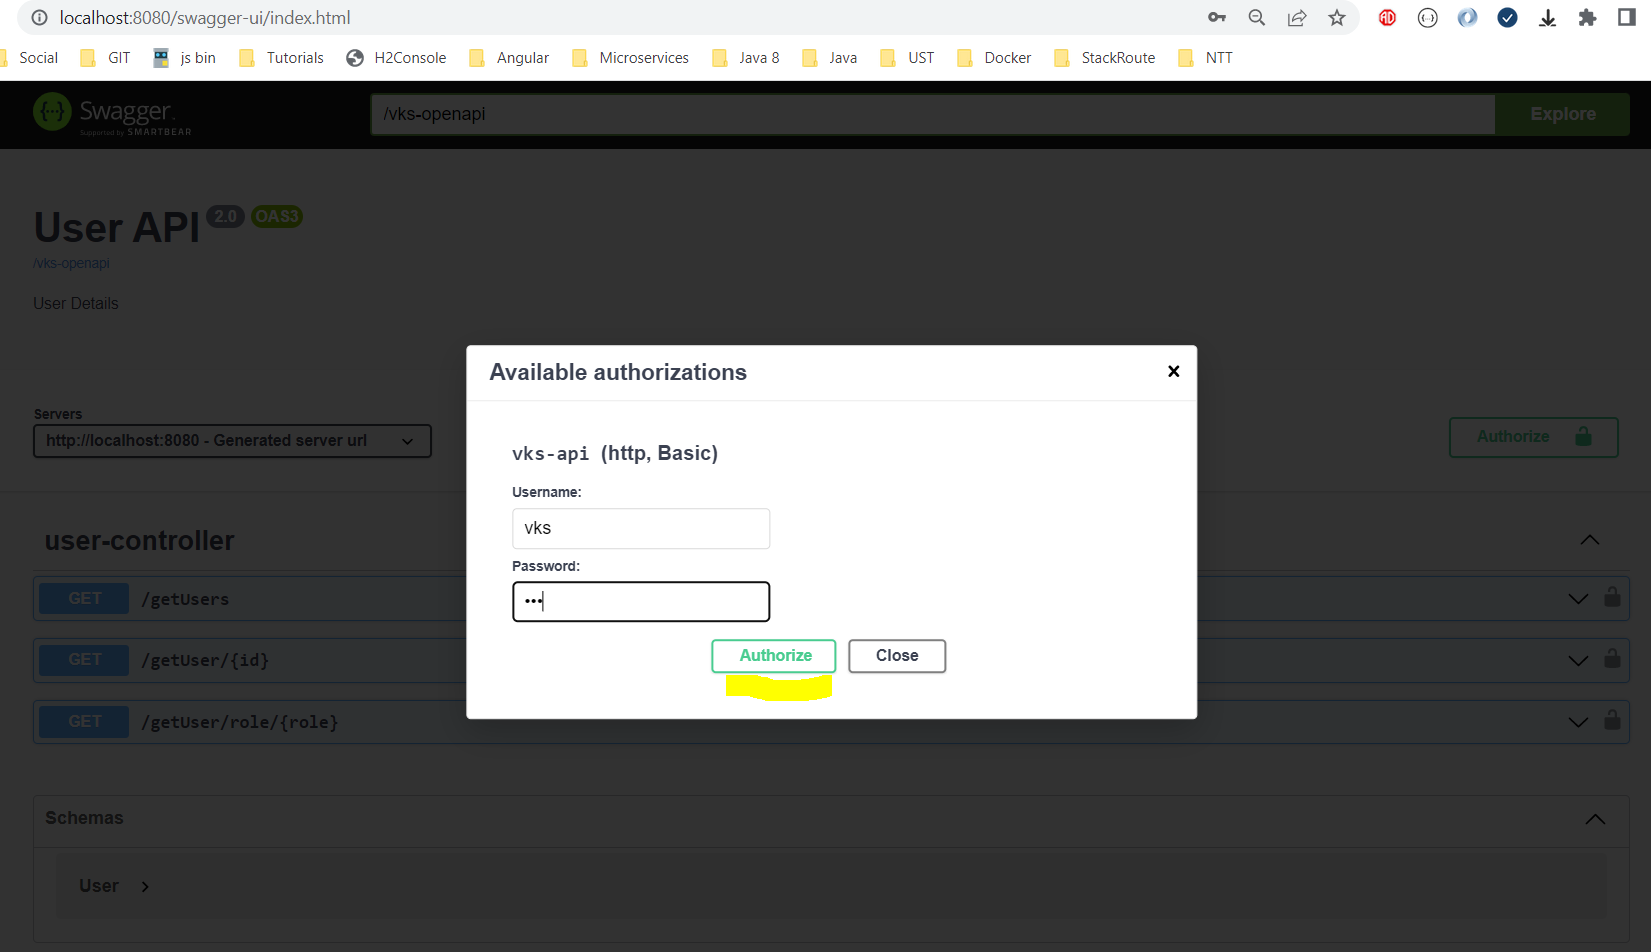 localhost:8080/swagger-ui/index.html
Social GIT js bin Tutorials H2Console Angular Microservices Java 8 Java UST Docker StackRoute NTT
{···} Swagger. /vks-openapi Explore
Supported by SMARTBEAR
User API 2.0 OAS3
/vks-openapi
User Details
Available authorizations ×
Servers
http://localhost:8080 - Generated server url
Authorize
vks-api (http, Basic)
Username:
vks
Password:
•••
Authorize Close
user-controller
GET /getUsers
GET /getUser/{id}
GET /getUser/role/{role}
Schemas
User